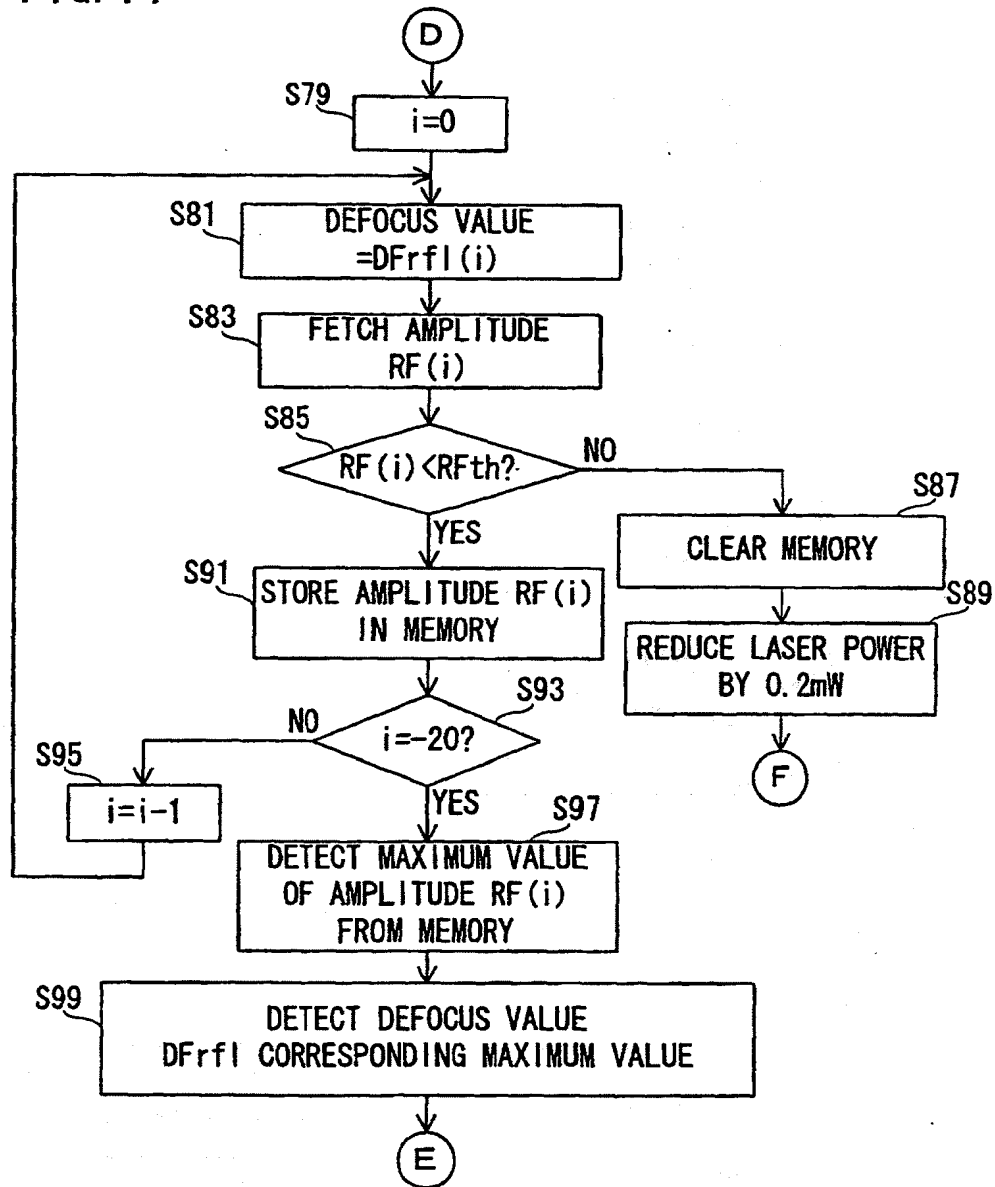 D
S79
i=0
S81
DEFOCUS VALUE
=DFrfl(i)
S83
FETCH AMPLITUDE
RF(i)
S85
RF(i)<RFth?
NO
YES
S87
CLEAR MEMORY
S89
REDUCE LASER POWER
BY 0.2mW
F
S91
STORE AMPLITUDE RF(i)
IN MEMORY
S93
i=-20?
NO
YES
S95
i=i-1
S97
DETECT MAXIMUM VALUE
OF AMPLITUDE RF(i)
FROM MEMORY
S99
DETECT DEFOCUS VALUE
DFrfl CORRESPONDING MAXIMUM VALUE
E